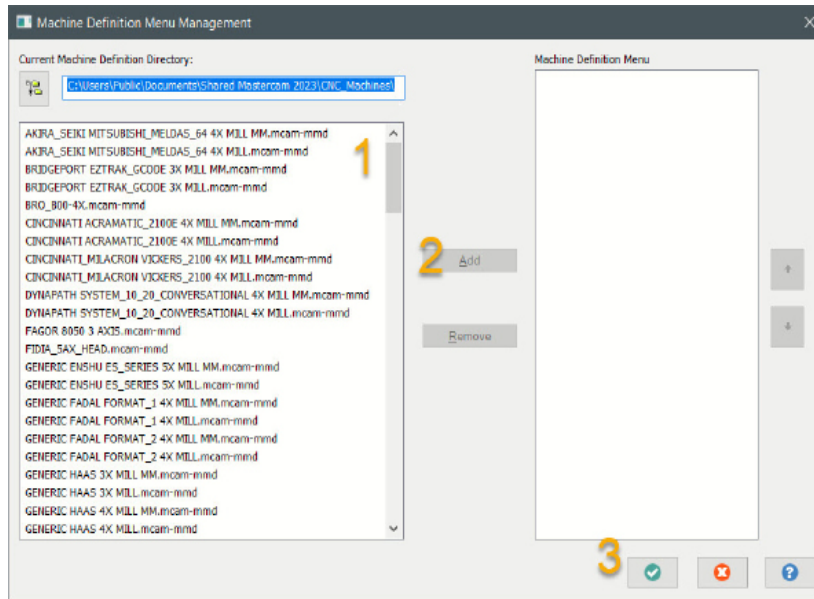 Machine Definition Menu Management
Current Machine Definition Directory:
C:\Users\Public\Documents\Shared Mastercam 2023\CNC_Machines\
AKIRA_SEIKI MITSUBISHI_MELDAS_64 4X MILL MM.mcam-mmd
AKIRA_SEIKI MITSUBISHI_MELDAS_64 4X MILL.mcam-mmd
BRIDGEPORT EZTRAK_GCODE 3X MILL MM.mcam-mmd
BRIDGEPORT EZTRAK_GCODE 3X MILL.mcam-mmd
BRO_800-4X.mcam-mmd
CINCINNATI ACRAMATIC_2100E 4X MILL MM.mcam-mmd
CINCINNATI ACRAMATIC_2100E 4X MILL.mcam-mmd
CINCINNATI_MILACRON VICKERS_2100 4X MILL MM.mcam-mmd
CINCINNATI_MILACRON VICKERS_2100 4X MILL.mcam-mmd
DYNAPATH SYSTEM_10_20_CONVERSATIONAL 4X MILL MM.mcam-mmd
DYNAPATH SYSTEM_10_20_CONVERSATIONAL 4X MILL.mcam-mmd
FAGOR 8050 3 AXIS.mcam-mmd
FIDIA_5AX_HEAD.mcam-mmd
GENERIC ENSHU ES_SERIES 5X MILL MM.mcam-mmd
GENERIC ENSHU ES_SERIES 5X MILL.mcam-mmd
GENERIC FADAL FORMAT_1 4X MILL MM.mcam-mmd
GENERIC FADAL FORMAT_1 4X MILL.mcam-mmd
GENERIC FADAL FORMAT_2 4X MILL MM.mcam-mmd
GENERIC FADAL FORMAT_2 4X MILL.mcam-mmd
GENERIC HAAS 3X MILL MM.mcam-mmd
GENERIC HAAS 3X MILL.mcam-mmd
GENERIC HAAS 4X MILL MM.mcam-mmd
GENERIC HAAS 4X MILL.mcam-mmd
1
2
Add
Remove
Machine Definition Menu
3